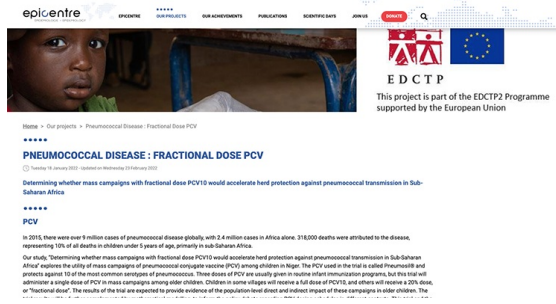 epicentre
EPICENTRE
OUR PROJECTS
OUR ACHIEVEMENTS
PUBLICATIONS
SCIENTIFIC DAYS
JOIN US
DONATE
EDCTP
This project is part of the EDCTP2 Programme
supported by the European Union
Home > Our projects > Pneumococcal Disease : Fractional Dose PCV
PNEUMOCOCCAL DISEASE : FRACTIONAL DOSE PCV
Tuesday 18 January 2022 - Updated on Wednesday 23 February 2022
Determining whether mass campaigns with fractional dose PCV10 would accelerate herd protection against pneumococcal transmission in Sub-
Saharan Africa
PCV
In 2015, there were over 9 million cases of pneumococcal disease globally, with 2.4 million cases in Africa alone. 318,000 deaths were attributed to the disease,
representing 10% of all deaths in children under 5 years of age, primarily in sub-Saharan Africa.
Our study, "Determining whether mass campaigns with fractional dose PCV10 would accelerate herd protection against pneumococcal transmission in Sub-Saharan
Africa" explores the utility of mass campaigns of pneumococcal conjugate vaccine (PCV) among children in Niger. The PCV used in the trial is called Pneumosil® and
protects against 10 of the most common serotypes of pneumococcus. Three doses of PCV are usually given in routine infant immunization programs, but this trial will
administer a single dose of PCV in mass campaigns among older children. Children in some villages will receive a full dose of PCV10, and others will receive a 20% dose,
or "fractional dose". The results of the trial are expected to provide evidence of the population-level direct and indirect impact of these campaigns in older children. The